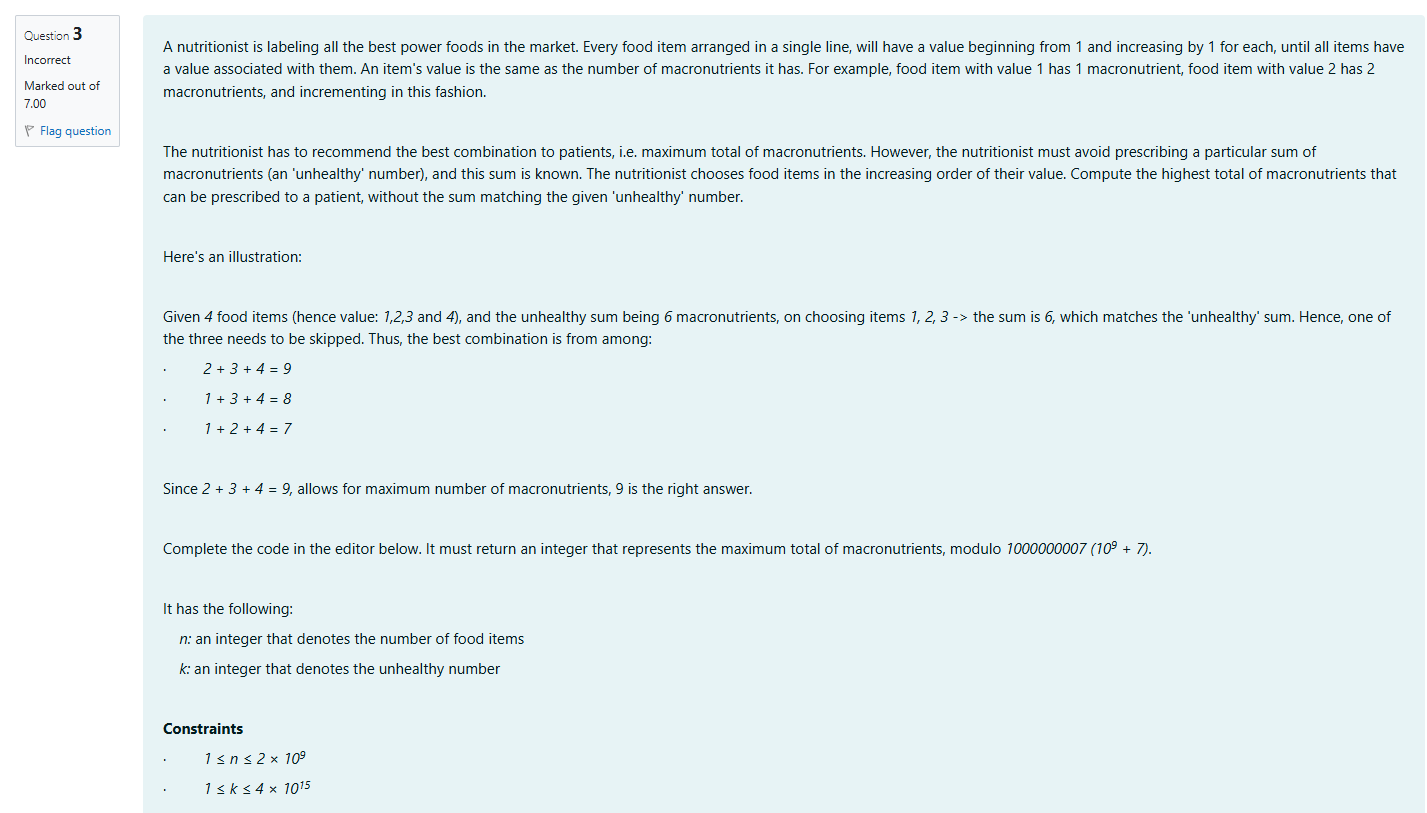 Question 3
Incorrect
Marked out of
7.00
Flag question
A nutritionist is labeling all the best power foods in the market. Every food item arranged in a single line, will have a value beginning from 1 and increasing by 1 for each, until all items have
a value associated with them. An item's value is the same as the number of macronutrients it has. For example, food item with value 1 has 1 macronutrient, food item with value 2 has 2
macronutrients, and incrementing in this fashion.
The nutritionist has to recommend the best combination to patients, i.e. maximum total of macronutrients. However, the nutritionist must avoid prescribing a particular sum of
macronutrients (an 'unhealthy' number), and this sum is known. The nutritionist chooses food items in the increasing order of their value. Compute the highest total of macronutrients that
can be prescribed to a patient, without the sum matching the given 'unhealthy' number.
Here's an illustration:
Given 4 food items (hence value: 1,2,3 and 4), and the unhealthy sum being 6 macronutrients, on choosing items 1, 2, 3 -> the sum is 6, which matches the 'unhealthy' sum. Hence, one of
the three needs to be skipped. Thus, the best combination is from among:
· 2 + 3 + 4 = 9
· 1 + 3 + 4 = 8
· 1 + 2 + 4 = 7
Since 2 + 3 + 4 = 9, allows for maximum number of macronutrients, 9 is the right answer.
Complete the code in the editor below. It must return an integer that represents the maximum total of macronutrients, modulo 1000000007 (10⁹ + 7).
It has the following:
n: an integer that denotes the number of food items
k: an integer that denotes the unhealthy number
Constraints
· 1 ≤ n ≤ 2 × 10⁹
· 1 ≤ k ≤ 4 × 10¹⁵